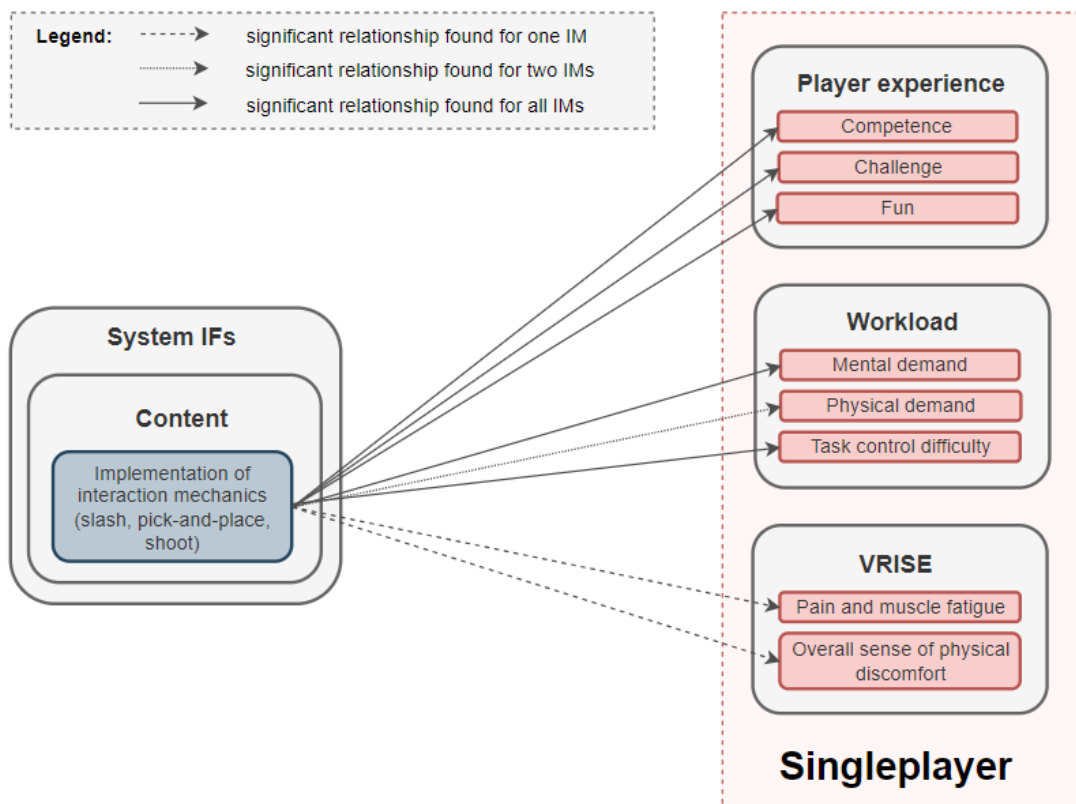 Legend:
significant relationship found for one IM
significant relationship found for two IMs
significant relationship found for all IMs
System IFs
Content
Implementation of
interaction mechanics
(slash, pick-and-place,
shoot)
Player experience
Competence
Challenge
Fun
Workload
Mental demand
Physical demand
Task control difficulty
VRISE
Pain and muscle fatigue
Overall sense of physical
discomfort
Singleplayer